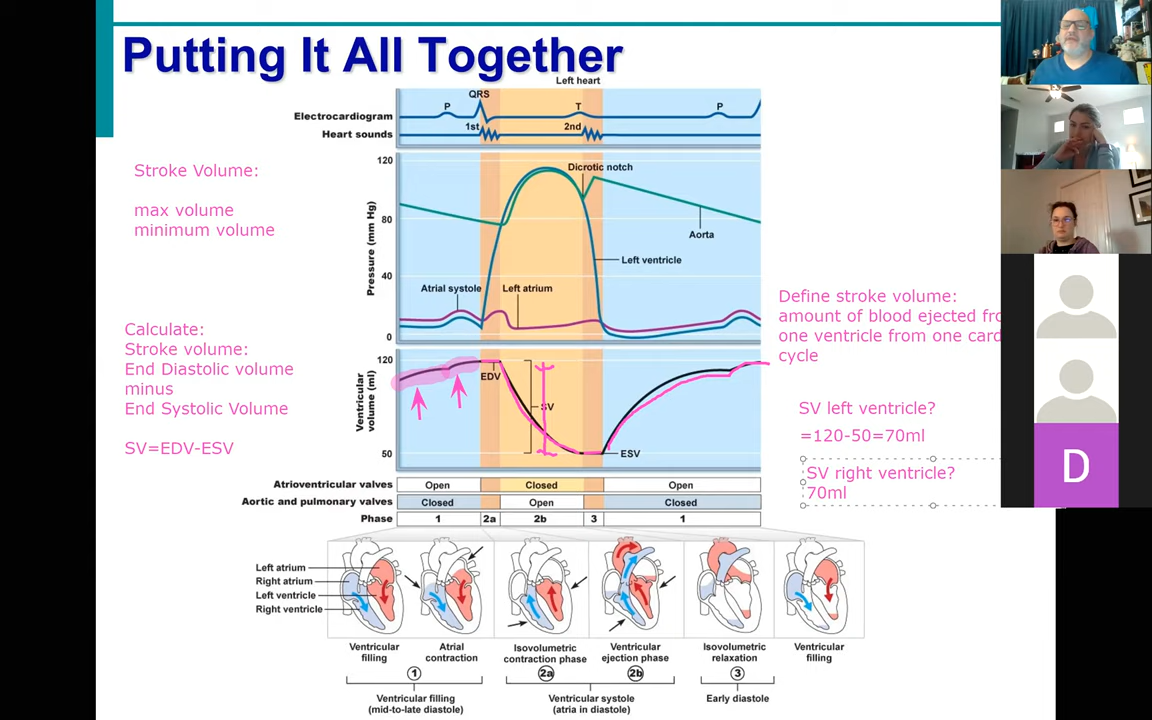 Putting It All Together
Left heart
QRS
P
T
P
Electrocardiogram
1st
2nd
Heart sounds
Stroke Volume:
max volume
minimum volume
120
Dicrotic notch
80
Pressure (mm Hg)
Aorta
Left ventricle
40
Atrial systole
Left atrium
0
Define stroke volume:
amount of blood ejected
one ventricle from one
cycle
Calculate:
Stroke volume:
End Diastolic volume
minus
End Systolic Volume
SV=EDV-ESV
120
EDV
Ventricular
volume (ml)
SV
50
ESV
SV left ventricle?
=120-50=70ml
SV right ventricle?
70ml
D
Atrioventricular valves
Open
Closed
Open
Aortic and pulmonary valves
Closed
Open
Closed
Phase
1
2a
2b
3
1
Left atrium
Right atrium
Left ventricle
Right ventricle
Ventricular
filling
Atrial
contraction
Isovolumetric
contraction phase
Ventricular
ejection phase
Isovolumetric
relaxation
Ventricular
filling
1
2a
2b
3
Ventricular filling
(mid-to-late diastole)
Ventricular systole
(atria in diastole)
Early diastole